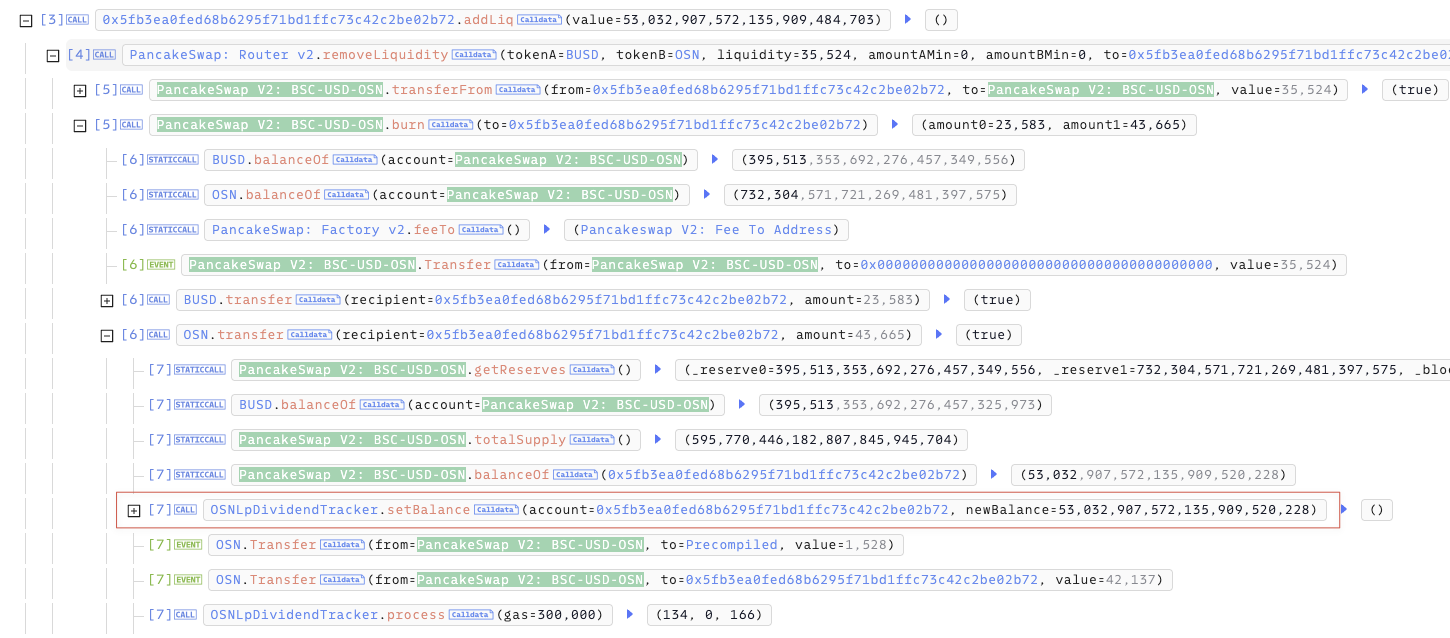 [3]CALL 0x5fb3ea0fed68b6295f71bd1ffc73c42c2be02b72.addLiq Calldata (value=53,032,907,572,135,909,484,703) ()
[4]CALL PancakeSwap: Router v2.removeLiquidity Calldata (tokenA=BUSD, tokenB=OSN, liquidity=35,524, amountAMin=0, amountBMin=0, to=0x5fb3ea0fed68b6295f71bd1ffc73c42c2be02
[5]CALL PancakeSwap V2: BSC-USD-OSN.transferFrom Calldata (from=0x5fb3ea0fed68b6295f71bd1ffc73c42c2be02b72, to=PancakeSwap V2: BSC-USD-OSN, value=35,524) (true)
[5]CALL PancakeSwap V2: BSC-USD-OSN.burn Calldata (to=0x5fb3ea0fed68b6295f71bd1ffc73c42c2be02b72) (amount0=23,583, amount1=43,665)
[6]STATICCALL BUSD.balanceOf Calldata (account=PancakeSwap V2: BSC-USD-OSN) (395,513,353,692,276,457,349,556)
[6]STATICCALL OSN.balanceOf Calldata (account=PancakeSwap V2: BSC-USD-OSN) (732,304,571,721,269,481,397,575)
[6]STATICCALL PancakeSwap: Factory v2.feeTo Calldata () (Pancakeswap V2: Fee To Address)
[6]EVENT PancakeSwap V2: BSC-USD-OSN.Transfer Calldata (from=PancakeSwap V2: BSC-USD-OSN, to=0x0000000000000000000000000000000000000000, value=35,524)
[6]CALL BUSD.transfer Calldata (recipient=0x5fb3ea0fed68b6295f71bd1ffc73c42c2be02b72, amount=23,583) (true)
[6]CALL OSN.transfer Calldata (recipient=0x5fb3ea0fed68b6295f71bd1ffc73c42c2be02b72, amount=43,665) (true)
[7]STATICCALL PancakeSwap V2: BSC-USD-OSN.getReserves Calldata () (_reserve0=395,513,353,692,276,457,349,556, _reserve1=732,304,571,721,269,481,397,575, _blo
[7]STATICCALL BUSD.balanceOf Calldata (account=PancakeSwap V2: BSC-USD-OSN) (395,513,353,692,276,457,325,973)
[7]STATICCALL PancakeSwap V2: BSC-USD-OSN.totalSupply Calldata () (595,770,446,182,807,845,945,704)
[7]STATICCALL PancakeSwap V2: BSC-USD-OSN.balanceOf Calldata (0x5fb3ea0fed68b6295f71bd1ffc73c42c2be02b72) (53,032,907,572,135,909,520,228)
[7]CALL OSNLpDividendTracker.setBalance Calldata (account=0x5fb3ea0fed68b6295f71bd1ffc73c42c2be02b72, newBalance=53,032,907,572,135,909,520,228) ()
[7]EVENT OSN.Transfer Calldata (from=PancakeSwap V2: BSC-USD-OSN, to=Precompiled, value=1,528)
[7]EVENT OSN.Transfer Calldata (from=PancakeSwap V2: BSC-USD-OSN, to=0x5fb3ea0fed68b6295f71bd1ffc73c42c2be02b72, value=42,137)
[7]CALL OSNLpDividendTracker.process Calldata (gas=300,000) (134, 0, 166)